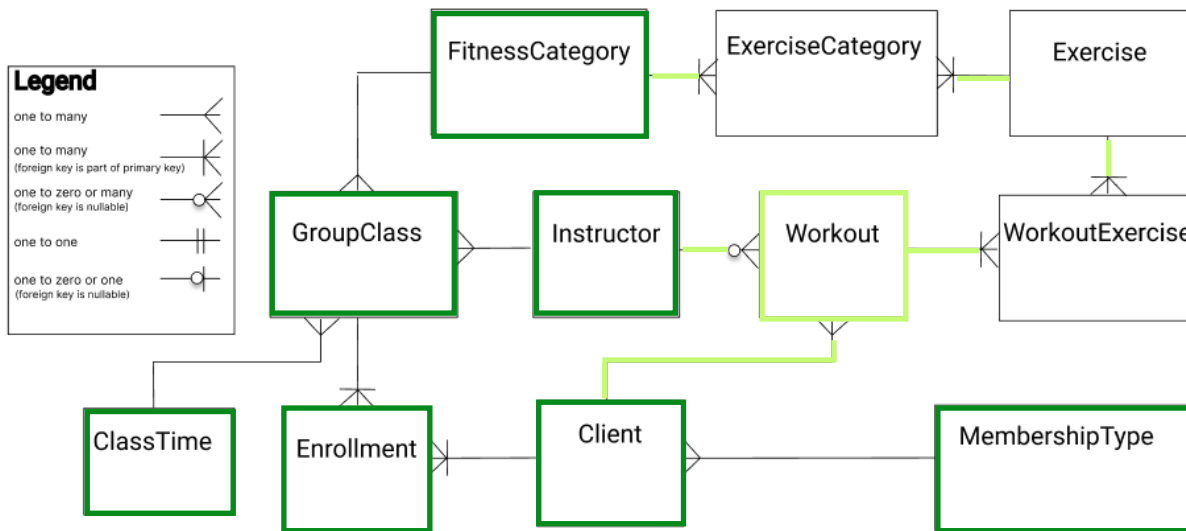 Legend
one to many
one to many
(foreign key is part of primary key)
one to zero or many
(foreign key is nullable)
one to one
one to zero or one
(foreign key is nullable)
FitnessCategory
ExerciseCategory
Exercise
GroupClass
Instructor
Workout
WorkoutExercise
ClassTime
Enrollment
Client
MembershipType